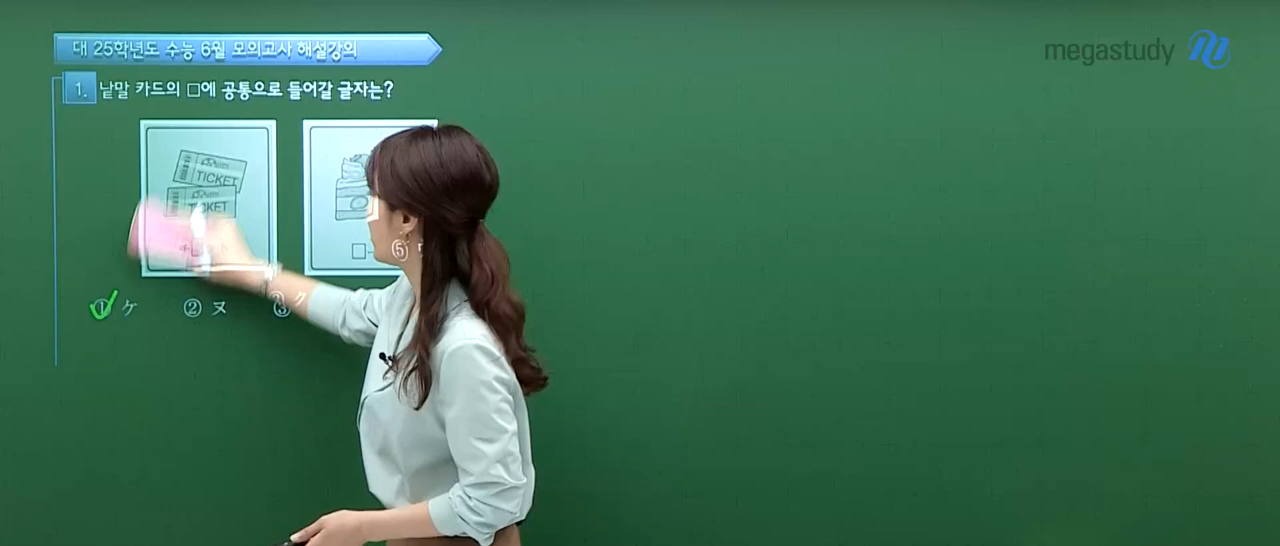 대 25학년도 수능 6월 모의고사 해설강의
megastudy
1. 낱말 카드의 □에 공통으로 들어갈 글자는?
TICKET
TICKET
□-
⑤
① ケ ② ヌ ③ ク